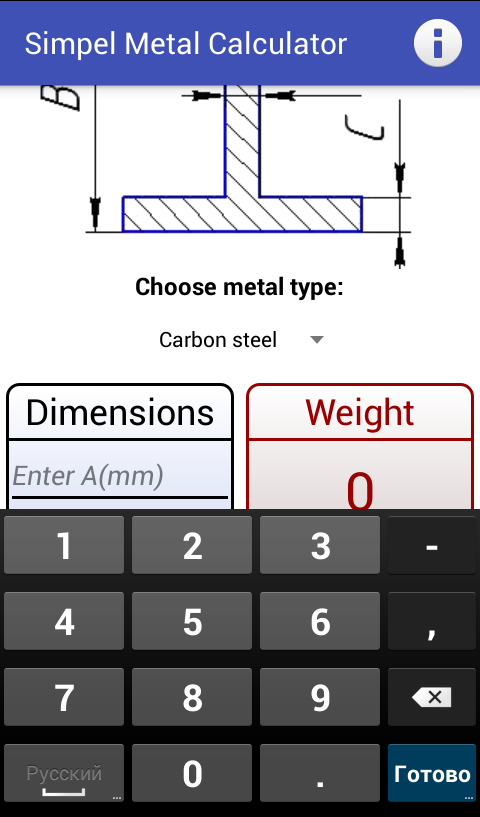 Simpel Metal Calculator
B
C
Choose metal type:
Carbon steel
Dimensions
Weight
Enter A(mm)
0
1 2 3 -
4 5 6 ,
7 8 9
Русский 0 . Готово